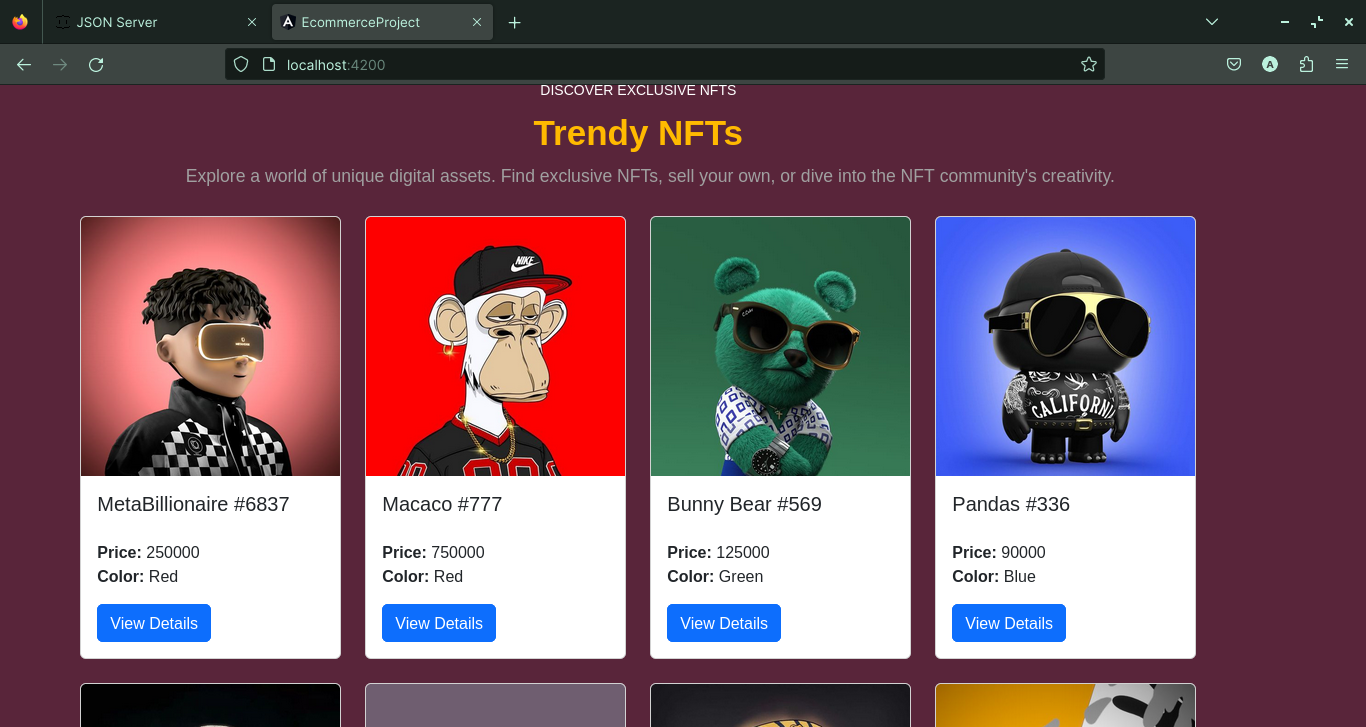 JSON Server
EcommerceProject
localhost:4200
A
DISCOVER EXCLUSIVE NFTS
Trendy NFTs
Explore a world of unique digital assets. Find exclusive NFTs, sell your own, or dive into the NFT community's creativity.
NIKE
CALIFORNIA
MetaBillionaire #6837
Macaco #777
Bunny Bear #569
Pandas #336
Price: 250000
Price: 750000
Price: 125000
Price: 90000
Color: Red
Color: Red
Color: Green
Color: Blue
View Details
View Details
View Details
View Details